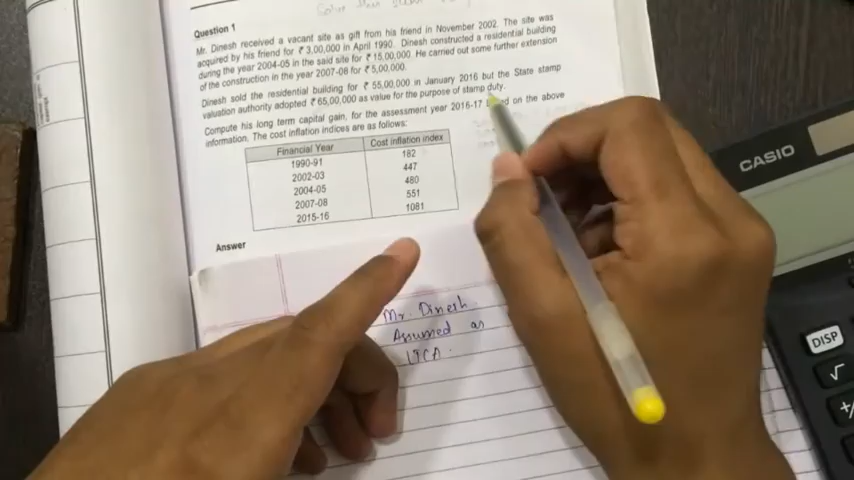 Question 1
Mr. Dinesh received a vacant site as gift from his friend in November 2002. The site was
acquired by his friend for ₹ 3,00,000 in April 1990. Dinesh constructed a residential building
during the year 2004-05 in the said site for ₹ 15,00,000. He carried out some further extension
of the construction in the year 2007-08 for ₹ 5,00,000.
Dinesh sold the residential building for ₹ 55,00,000 in January 2016 but the State stamp
valuation authority adopted ₹ 65,00,000 as value for the purpose of stamp duty.
Compute his long term capital gain, for the assessment year 2016-17 on the above
information. The cost inflation indices are as follows:
Financial Year Cost inflation index
1990-91 182
2002-03 447
2004-05 480
2007-08 551
2015-16 1081
Answer
Mr. Dinesh.
Assumed as
LTCA.
CASIO
DISP
√
+/-